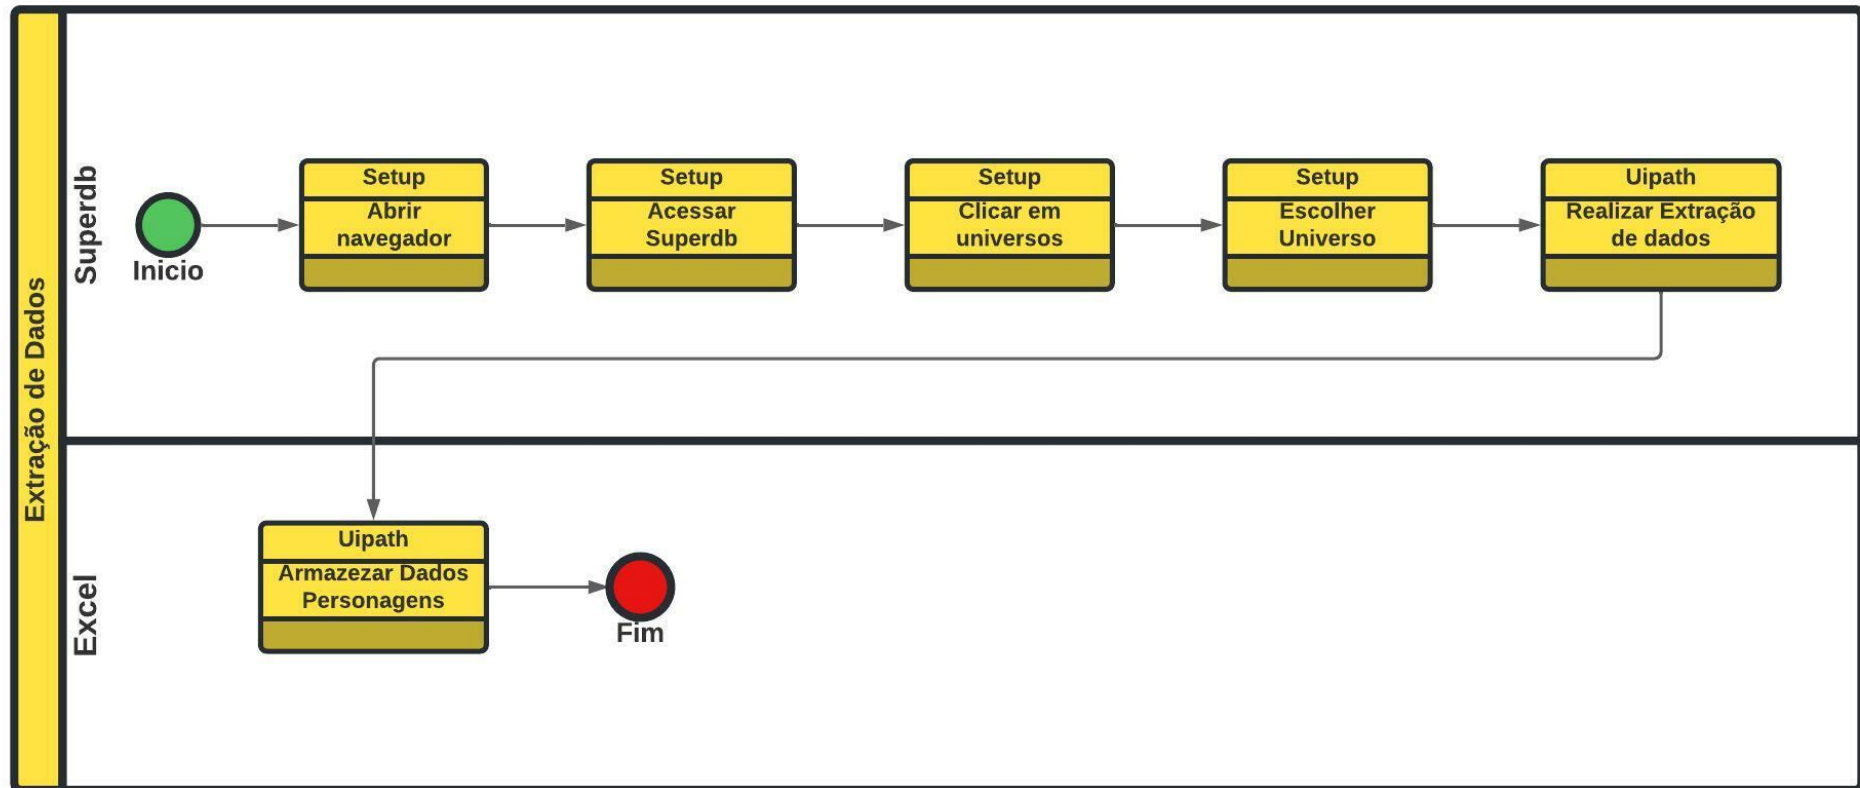 Extração de Dados
Superdb
Inicio
Setup
Abrir
navegador
Setup
Acessar
Superdb
Setup
Clicar em
universos
Setup
Escolher
Universo
Uipath
Realizar Extração
de dados
Excel
Uipath
Armazezar Dados
Personagens
Fim